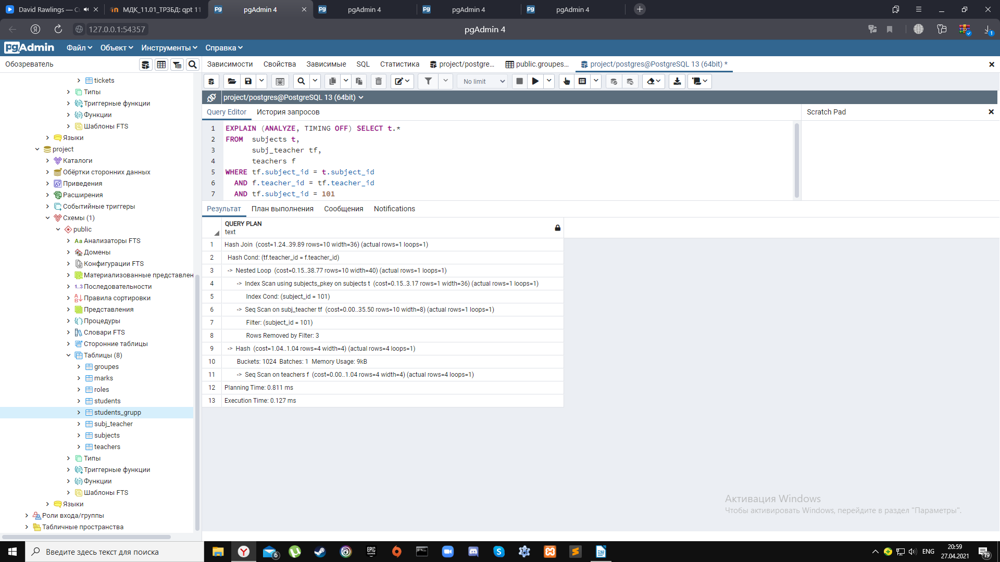 David Rawlings — С
МДК_11.01_ТРЗБД: qpt 11
pgAdmin 4
pgAdmin 4
pgAdmin 4
pgAdmin 4
127.0.0.1:54357
pgAdmin 4
pgAdmin
Файл
Объект
Инструменты
Справка
Обозреватель
Зависимости
Свойства
Зависимые
SQL
Статистика
project/postgre...
public.groupes...
project/postgres@PostgreSQL 13 (64bit) *
No limit
project/postgres@PostgreSQL 13 (64bit)
Query Editor
История запросов
Scratch Pad
tickets
Типы
Триггерные функции
Функции
Шаблоны FTS
Языки
project
Каталоги
Обёртки сторонних данных
Приведения
Расширения
Событийные триггеры
Схемы (1)
public
Анализаторы FTS
Домены
Конфигурации FTS
Материализованные представлен
Последовательности
Правила сортировки
Представления
Процедуры
Словари FTS
Сторонние таблицы
Таблицы (8)
groupes
marks
roles
students
students_grupp
subj_teacher
subjects
teachers
Типы
Триггерные функции
Функции
Шаблоны FTS
Языки
Роли входа/группы
Табличные пространства
1 EXPLAIN (ANALYZE, TIMING OFF) SELECT t.*
2 FROM subjects t,
3 subj_teacher tf,
4 teachers f
5 WHERE tf.subject_id = t.subject_id
6 AND f.teacher_id = tf.teacher_id
7 AND tf.subject_id = 101
Результат
План выполнения
Сообщения
Notifications
QUERY PLAN
text
1 Hash Join (cost=1.24..39.89 rows=10 width=36) (actual rows=1 loops=1)
2 Hash Cond: (tf.teacher_id = f.teacher_id)
3 -> Nested Loop (cost=0.15..38.77 rows=10 width=40) (actual rows=1 loops=1)
4 -> Index Scan using subjects_pkey on subjects t (cost=0.15..3.17 rows=1 width=36) (actual rows=1 loops=1)
5 Index Cond: (subject_id = 101)
6 -> Seq Scan on subj_teacher tf (cost=0.00..35.50 rows=10 width=8) (actual rows=1 loops=1)
7 Filter: (subject_id = 101)
8 Rows Removed by Filter: 3
9 -> Hash (cost=1.04..1.04 rows=4 width=4) (actual rows=4 loops=1)
10 Buckets: 1024 Batches: 1 Memory Usage: 9kB
11 -> Seq Scan on teachers f (cost=0.00..1.04 rows=4 width=4) (actual rows=4 loops=1)
12 Planning Time: 0.811 ms
13 Execution Time: 0.127 ms
Активация Windows
Чтобы активировать Windows, перейдите в раздел "Параметры".
Введите здесь текст для поиска
6
EPIC GAMES
ENG
20:59
27.04.2021
19